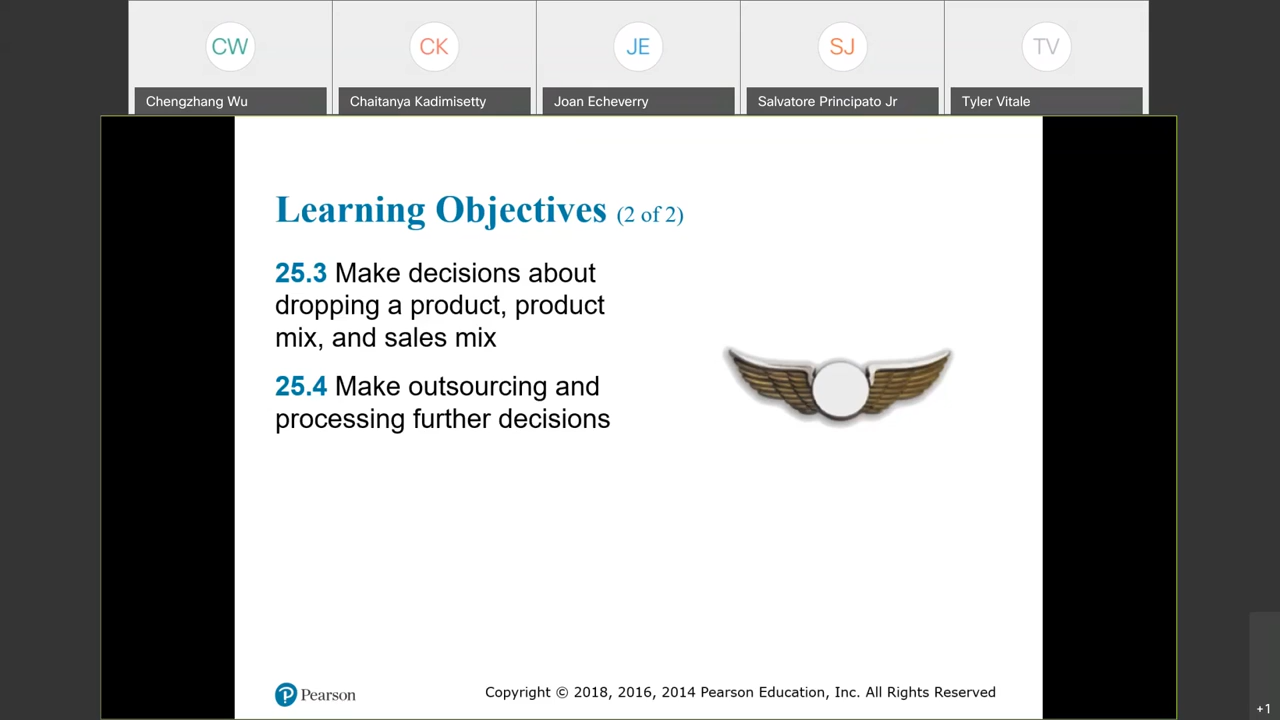 CW
CK
JE
SJ
TV
Chengzhang Wu
Chaitanya Kadimisetty
Joan Echeverry
Salvatore Principato Jr
Tyler Vitale
Learning Objectives (2 of 2)
25.3 Make decisions about
dropping a product, product
mix, and sales mix
25.4 Make outsourcing and
processing further decisions
P Pearson
Copyright © 2018, 2016, 2014 Pearson Education, Inc. All Rights Reserved
+1